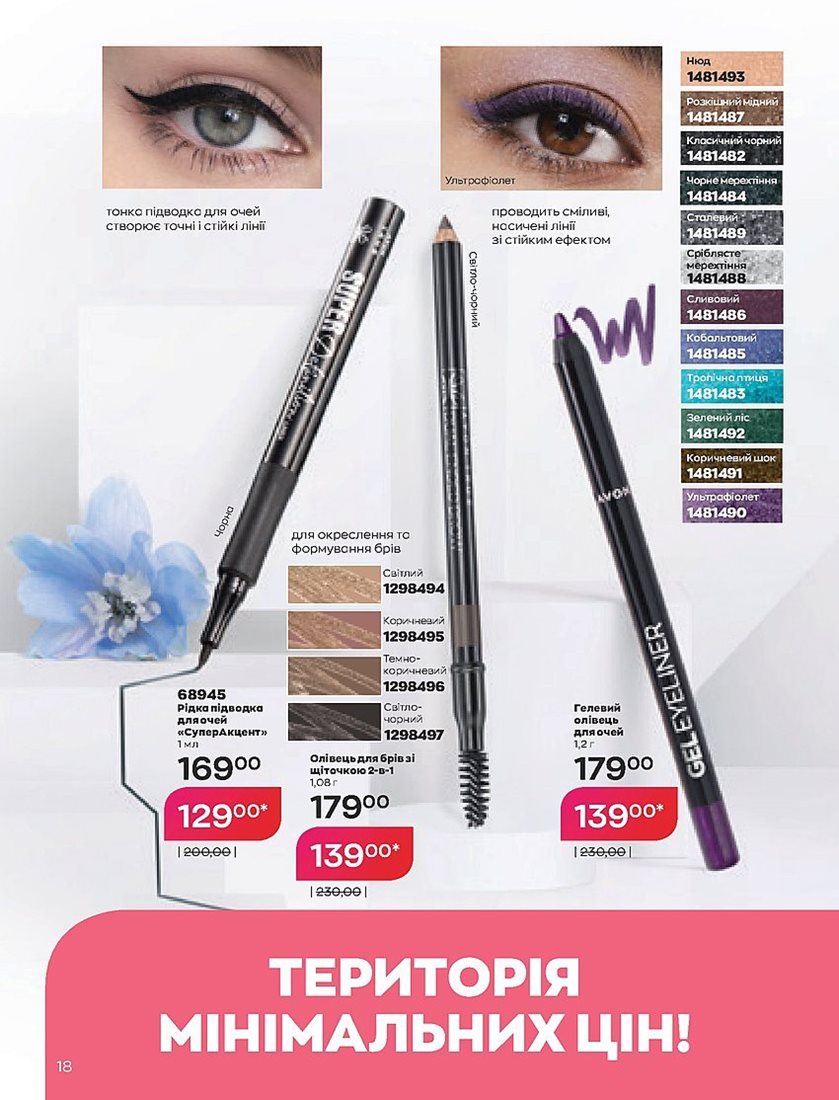 Ультрафіолет
тонка підводка для очей
створює точні і стійкі лінії
проводить сміливі,
насичені лінії
зі стійким ефектом
Нюд
1481493
Розкішний мідний
1481487
Класичний чорний
1481482
Чорне мерехтіння
1481484
Сталевий
1481489
Сріблясте
мерехтіння
1481488
Сливовий
1481486
Кобальтовий
1481485
Тропічна птиця
1481483
Зелений ліс
1481492
Коричневий шок
1481491
Ультрафіолет
1481490
SUPER
Світло-чорний
Чорна
AVON
GEL EYELINER
для окреслення та
формування брів
Світлий
1298494
Коричневий
1298495
Темно-
коричневий
1298496
Світло-
чорний
1298497
68945
Рідка підводка
для очей
«СуперАкцент»
1 мл
16900
12900*
|200,00|
Олівець для брів зі
щіточкою 2-в-1
1,08 г
17900
13900*
|230,00|
Гелевий
олівець
для очей
1,2 г
17900
13900*
|230,00|
ТЕРИТОРІЯ
МІНІМАЛЬНИХ ЦІН!
18